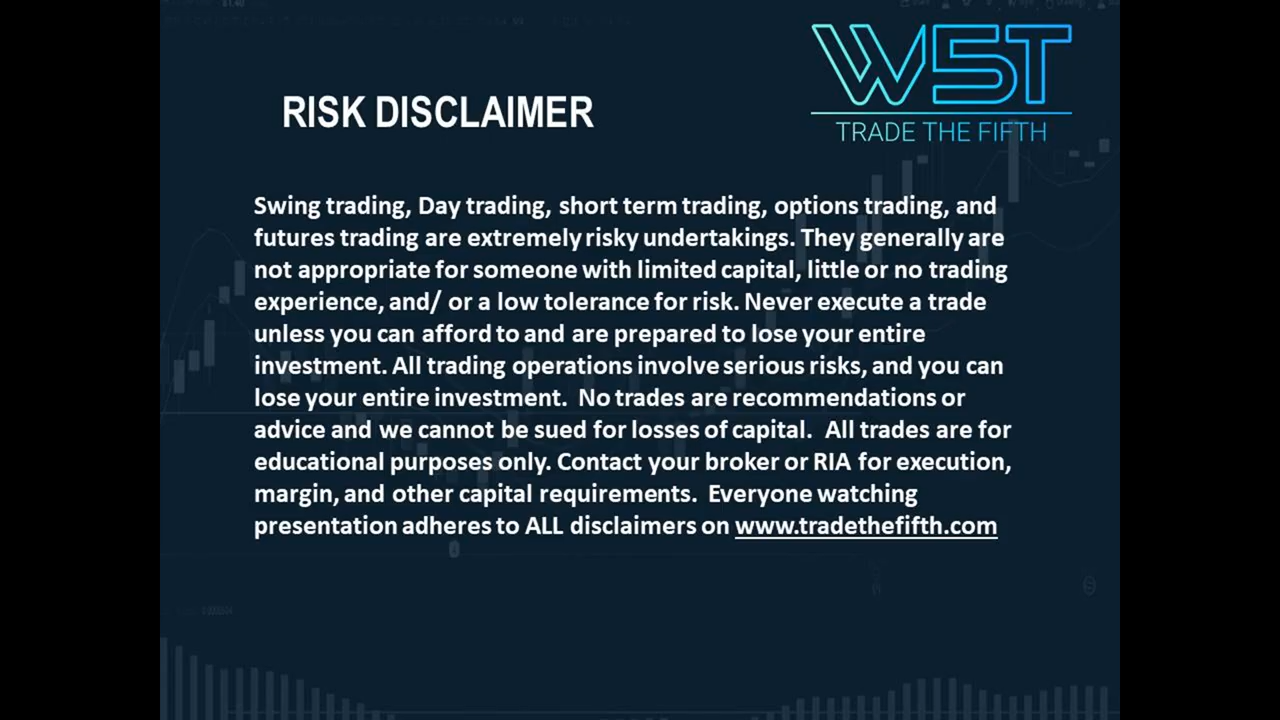 W5T
TRADE THE FIFTH
RISK DISCLAIMER
Swing trading, Day trading, short term trading, options trading, and
futures trading are extremely risky undertakings. They generally are
not appropriate for someone with limited capital, little or no trading
experience, and/ or a low tolerance for risk. Never execute a trade
unless you can afford to and are prepared to lose your entire
investment. All trading operations involve serious risks, and you can
lose your entire investment.  No trades are recommendations or
advice and we cannot be sued for losses of capital.  All trades are for
educational purposes only. Contact your broker or RIA for execution,
margin, and other capital requirements.  Everyone watching
presentation adheres to ALL disclaimers on www.tradethefifth.com